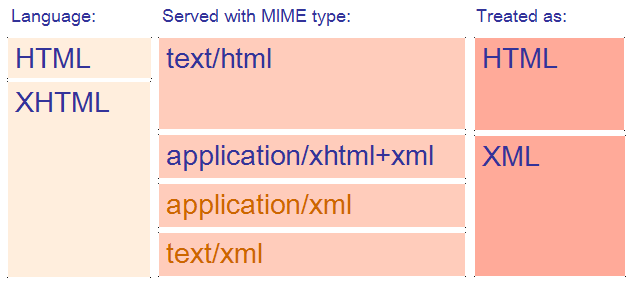 Language: Served with MIME type: Treated as:
HTML text/html HTML
XHTML
application/xhtml+xml XML
application/xml
text/xml